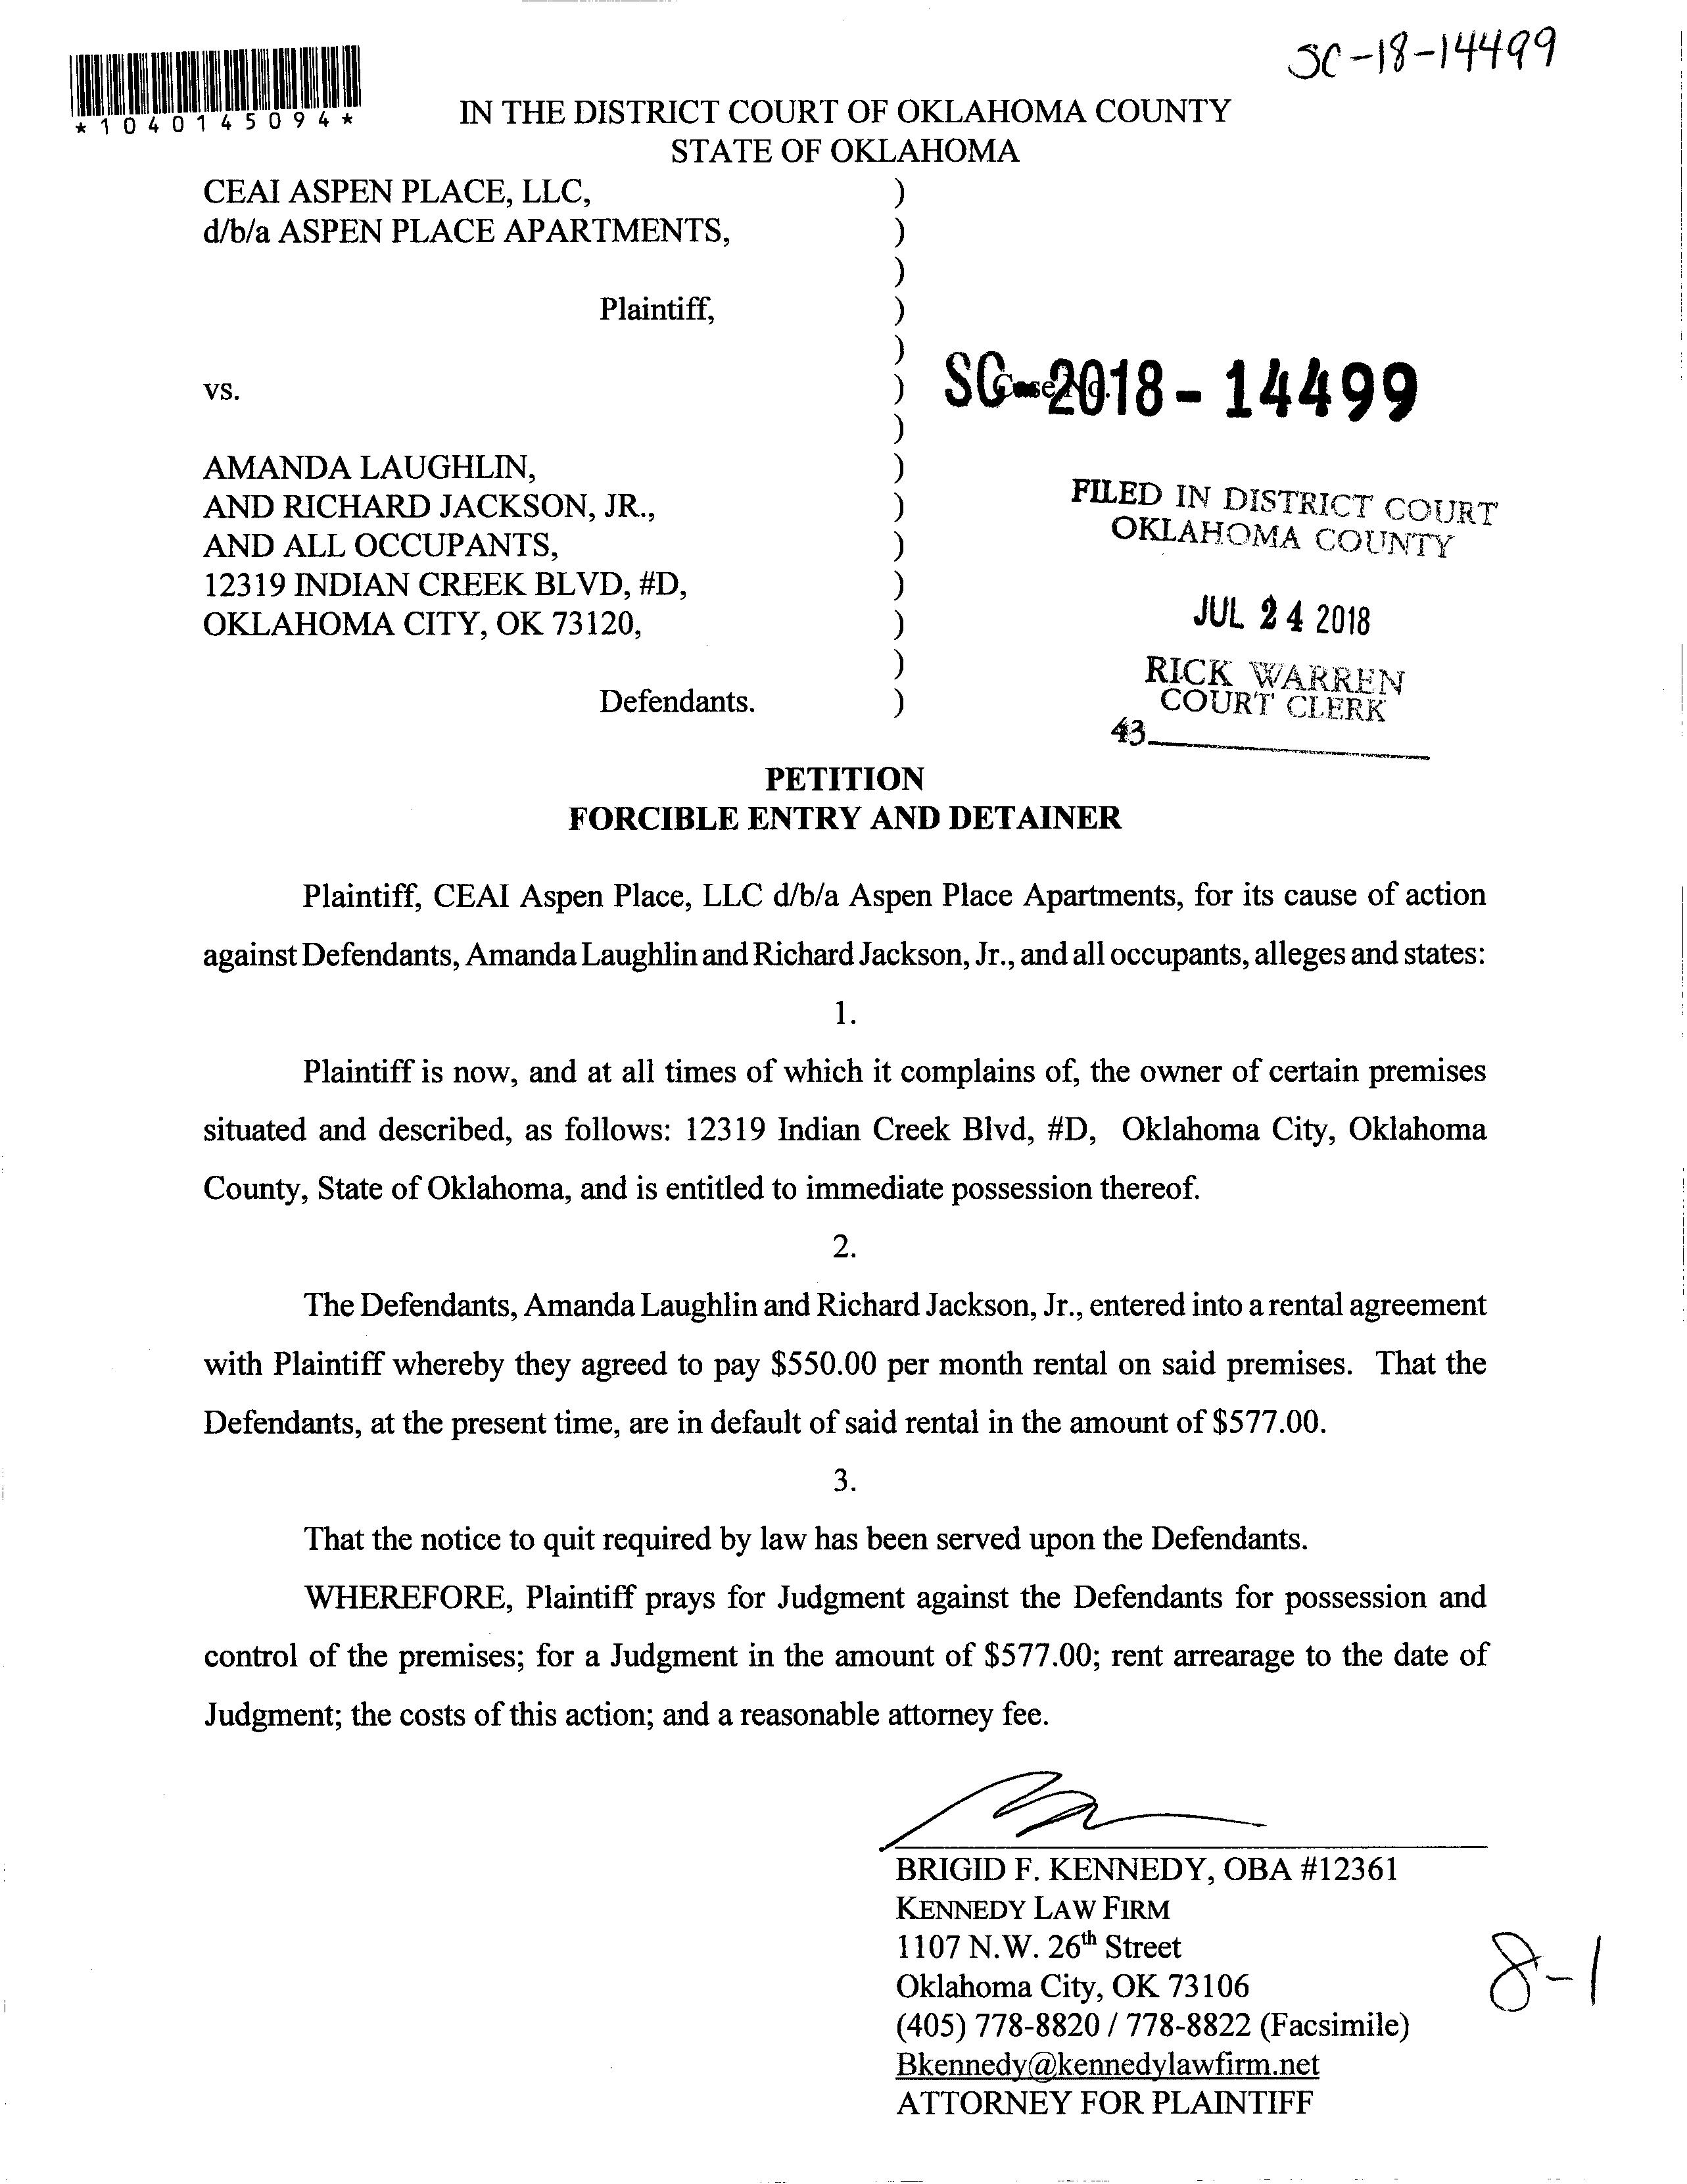 SC-18-14499
*1040145094*
IN THE DISTRICT COURT OF OKLAHOMA COUNTY
STATE OF OKLAHOMA
CEAI ASPEN PLACE, LLC, )
d/b/a ASPEN PLACE APARTMENTS, )
)
Plaintiff, )
)
vs. ) Case No. SC-2018-14499
)
AMANDA LAUGHLIN, )
AND RICHARD JACKSON, JR., )
AND ALL OCCUPANTS, )
12319 INDIAN CREEK BLVD, #D, )
OKLAHOMA CITY, OK 73120, )
)
Defendants. )
FILED IN DISTRICT COURT
OKLAHOMA COUNTY
JUL 24 2018
RICK WARREN
COURT CLERK
43
PETITION
FORCIBLE ENTRY AND DETAINER
Plaintiff, CEAI Aspen Place, LLC d/b/a Aspen Place Apartments, for its cause of action
against Defendants, Amanda Laughlin and Richard Jackson, Jr., and all occupants, alleges and states:
1.
Plaintiff is now, and at all times of which it complains of, the owner of certain premises
situated and described, as follows: 12319 Indian Creek Blvd, #D, Oklahoma City, Oklahoma
County, State of Oklahoma, and is entitled to immediate possession thereof.
2.
The Defendants, Amanda Laughlin and Richard Jackson, Jr., entered into a rental agreement
with Plaintiff whereby they agreed to pay $550.00 per month rental on said premises. That the
Defendants, at the present time, are in default of said rental in the amount of $577.00.
3.
That the notice to quit required by law has been served upon the Defendants.
WHEREFORE, Plaintiff prays for Judgment against the Defendants for possession and
control of the premises; for a Judgment in the amount of $577.00; rent arrearage to the date of
Judgment; the costs of this action; and a reasonable attorney fee.
BRIGID F. KENNEDY, OBA #12361
KENNEDY LAW FIRM
1107 N.W. 26th Street
Oklahoma City, OK 73106
(405) 778-8820 / 778-8822 (Facsimile)
Bkennedy@kennedylawfirm.net
ATTORNEY FOR PLAINTIFF
8-1